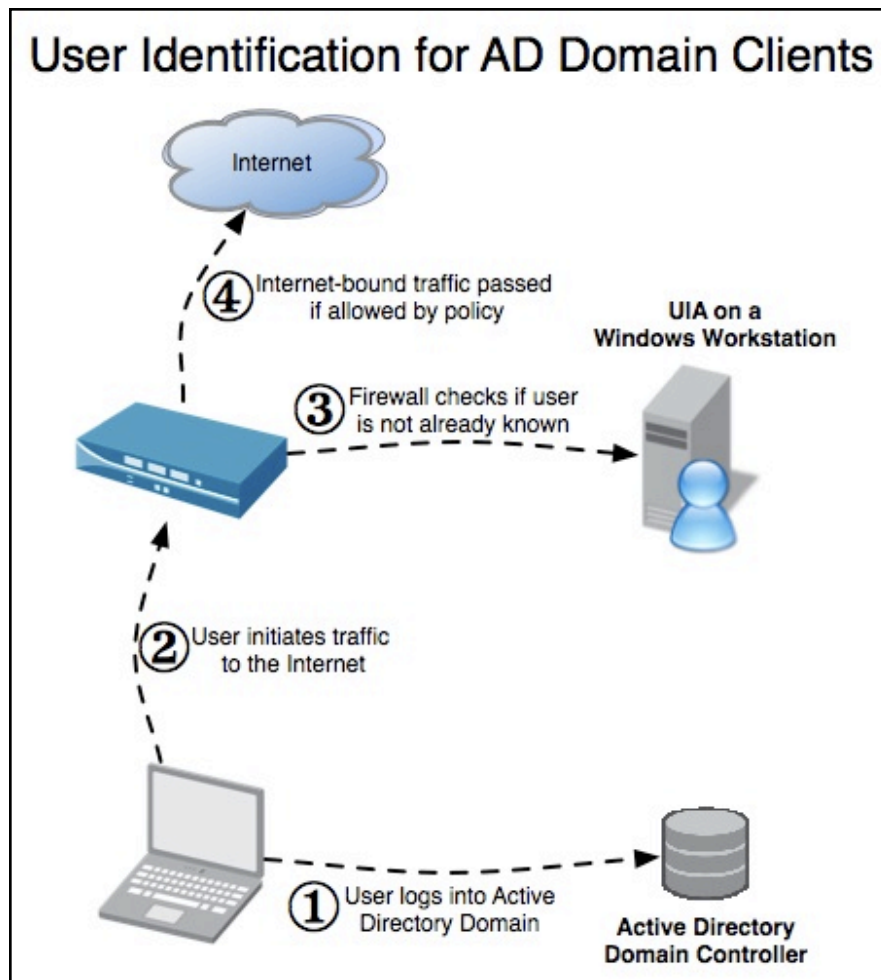 User Identification for AD Domain Clients
Internet
④ Internet-bound traffic passed
if allowed by policy
UIA on a
Windows Workstation
③ Firewall checks if user
is not already known
② User initiates traffic
to the Internet
① User logs into Active
Directory Domain
Active Directory
Domain Controller